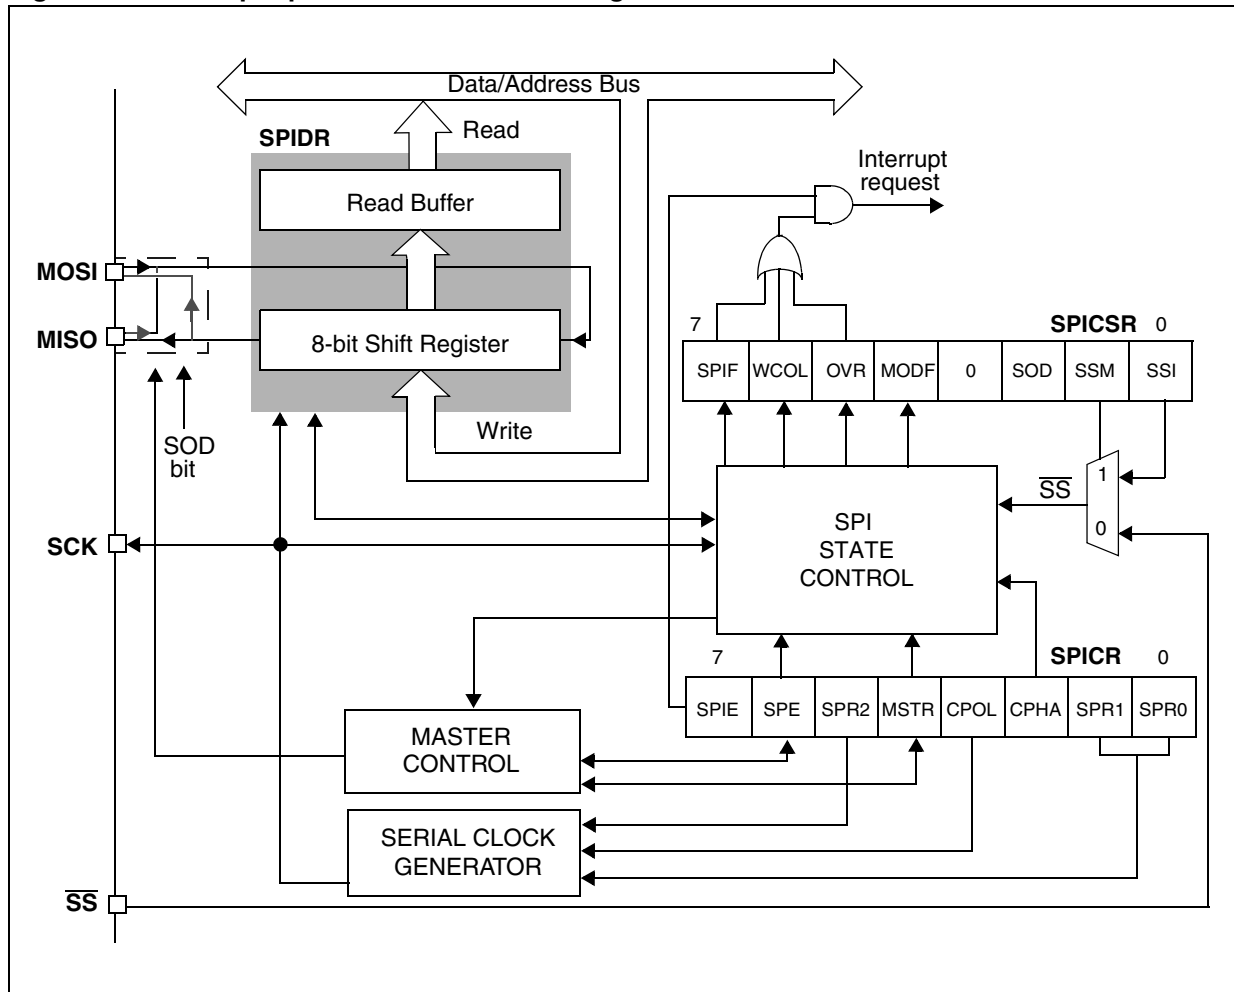 Data/Address Bus
SPIDR
Read
Read Buffer
Interrupt
request
MOSI
MISO
8-bit Shift Register
7
SPICSR 0
SPIF WCOL OVR MODF 0 SOD SSM SSI
Write
SOD
bit
1
SS
0
SCK
SPI
STATE
CONTROL
7
SPICR 0
SPIE SPE SPR2 MSTR CPOL CPHA SPR1 SPR0
MASTER
CONTROL
SERIAL CLOCK
GENERATOR
SS